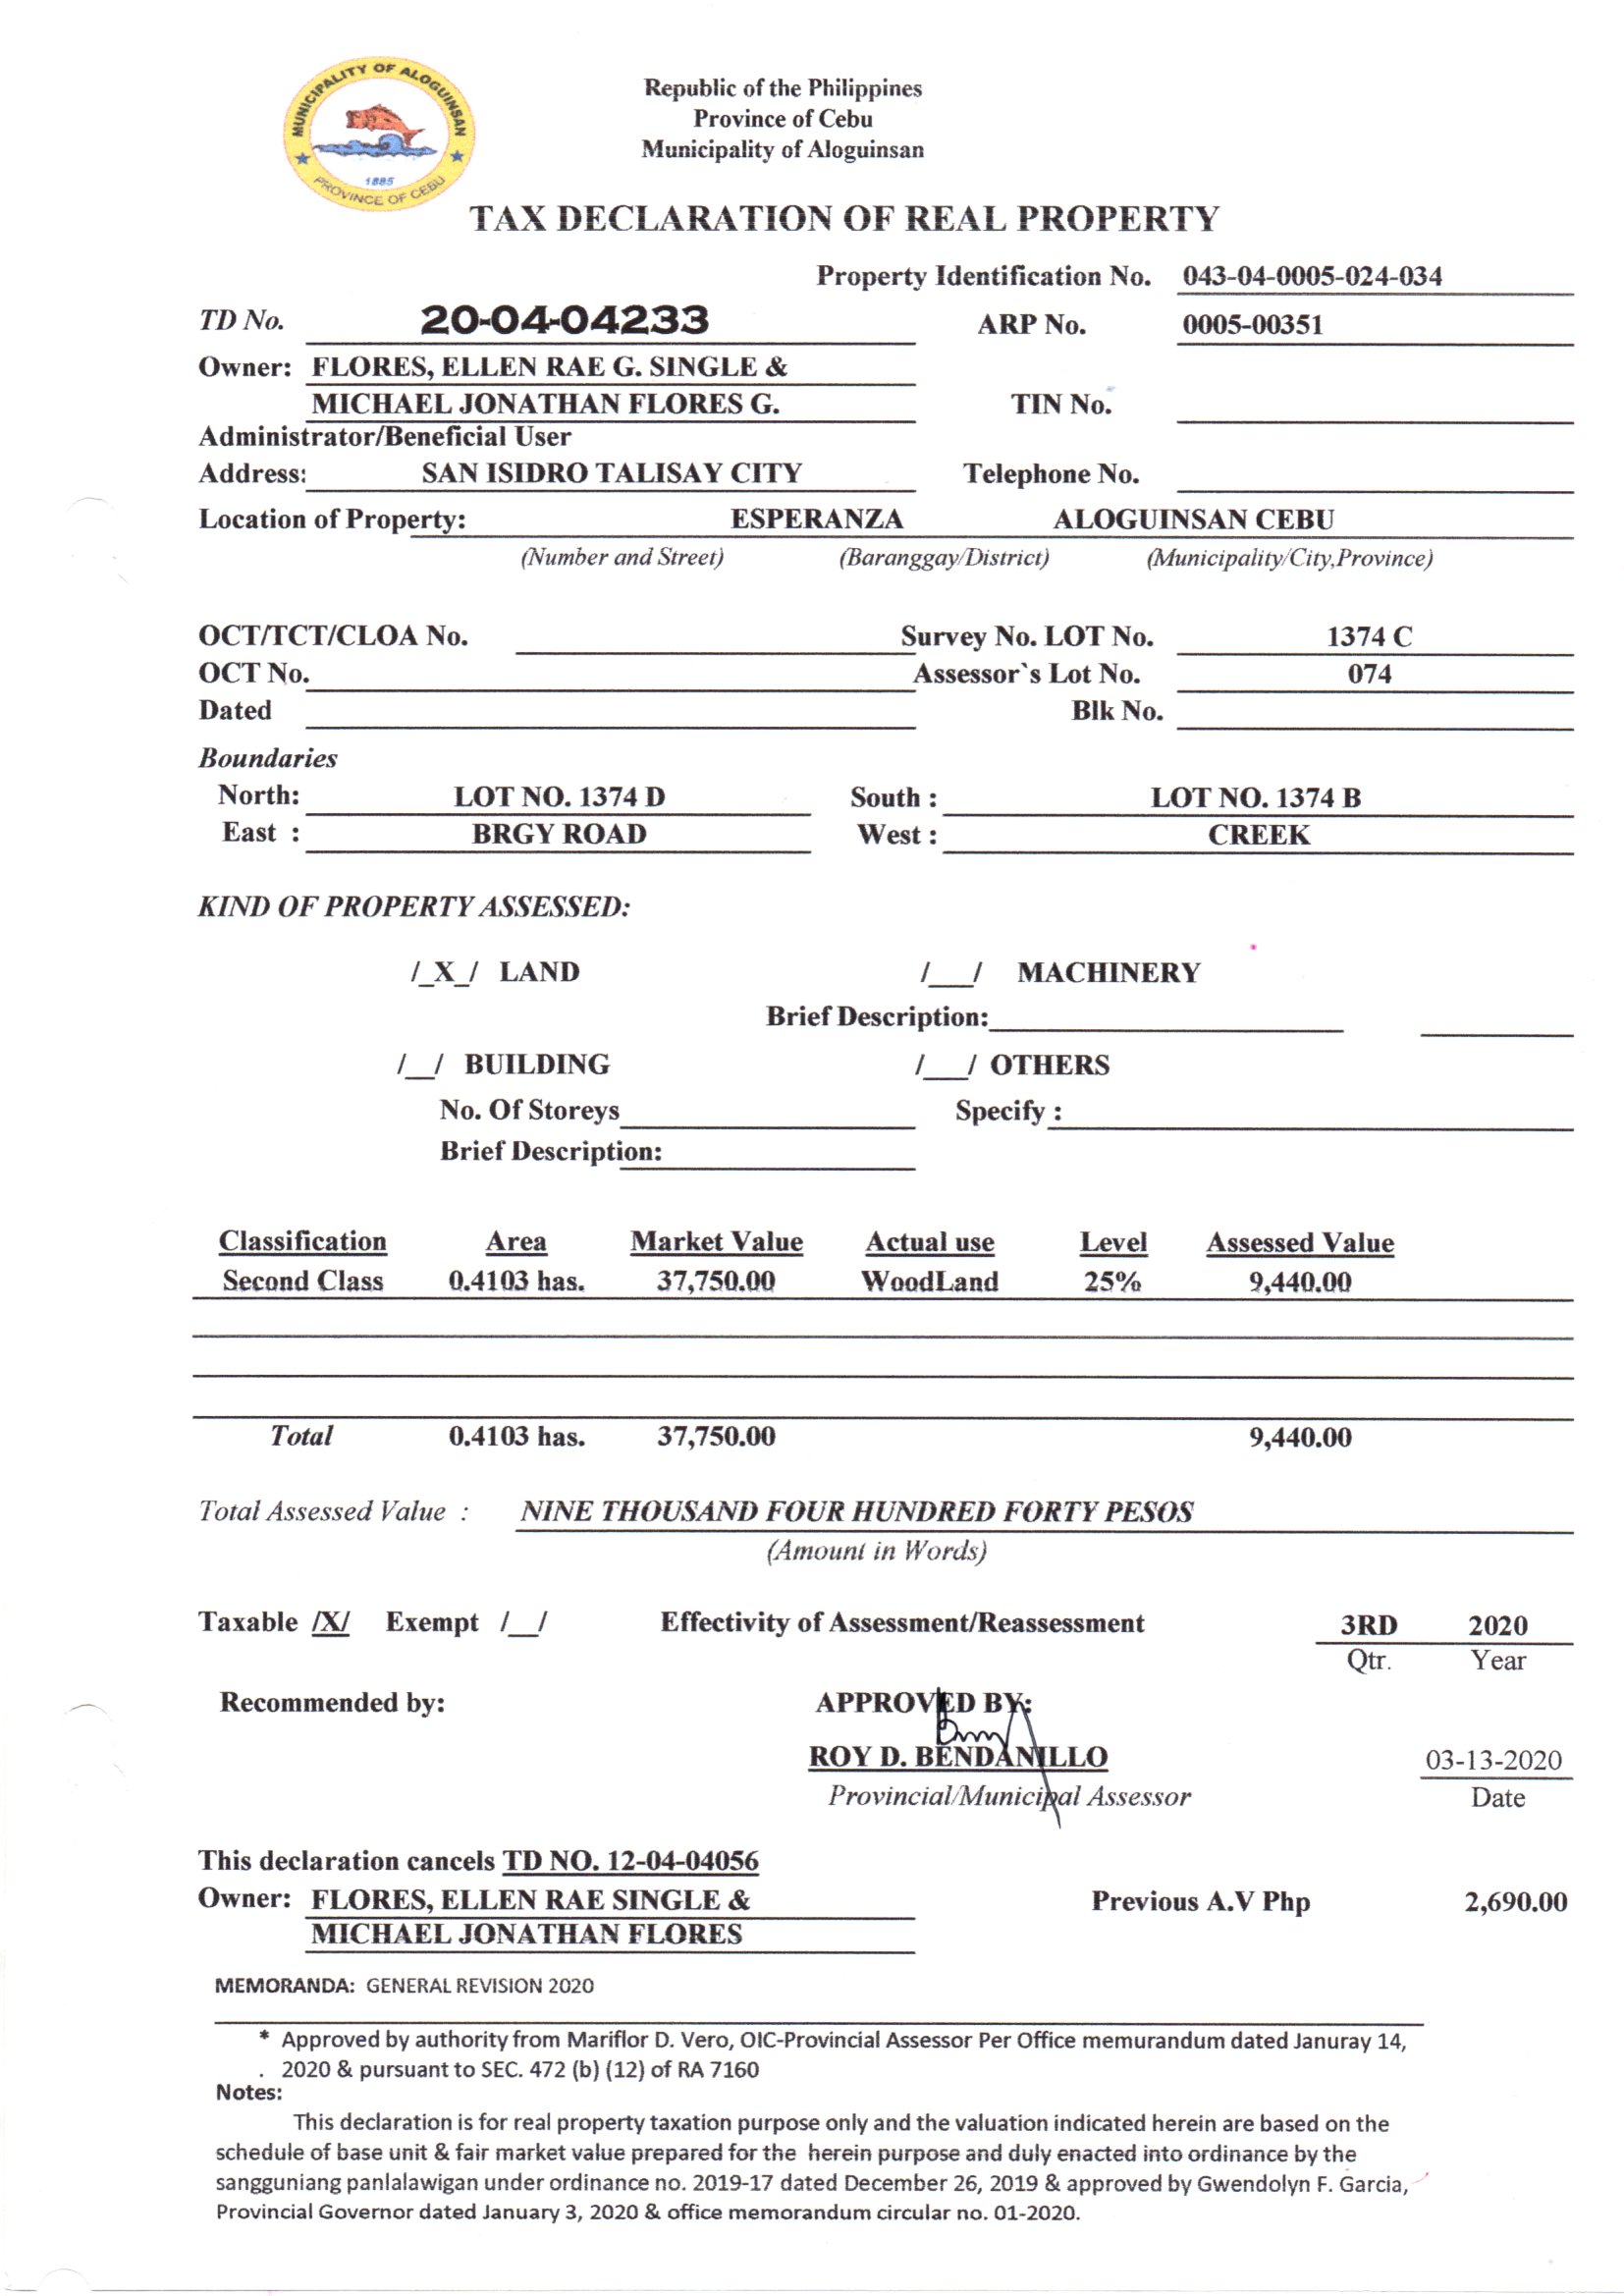 MUNICIPALITY OF ALOGUINSAN
1885
PROVINCE OF CEBU
Republic of the Philippines
Province of Cebu
Municipality of Aloguinsan
TAX DECLARATION OF REAL PROPERTY
Property Identification No. 043-04-0005-024-034
TD No. 20-04-04233 ARP No. 0005-00351
Owner: FLORES, ELLEN RAE G. SINGLE &
MICHAEL JONATHAN FLORES G. TIN No.
Administrator/Beneficial User
Address: SAN ISIDRO TALISAY CITY Telephone No.
Location of Property: ESPERANZA ALOGUINSAN CEBU
(Number and Street) (Baranggay/District) (Municipality/City,Province)
OCT/TCT/CLOA No. Survey No. LOT No. 1374 C
OCT No. Assessor`s Lot No. 074
Dated Blk No.
Boundaries
North: LOT NO. 1374 D South : LOT NO. 1374 B
East : BRGY ROAD West : CREEK
KIND OF PROPERTY ASSESSED:
/_X_/ LAND /___/ MACHINERY
Brief Description:
/__/ BUILDING /___/ OTHERS
No. Of Storeys Specify :
Brief Description:
Classification Area Market Value Actual use Level Assessed Value
Second Class 0.4103 has. 37,750.00 WoodLand 25% 9,440.00
Total 0.4103 has. 37,750.00 9,440.00
Total Assessed Value : NINE THOUSAND FOUR HUNDRED FORTY PESOS
(Amount in Words)
Taxable /X/ Exempt /__/ Effectivity of Assessment/Reassessment 3RD 2020
Qtr. Year
Recommended by: APPROVED BY:
ROY D. BENDANILLO 03-13-2020
Provincial/Municipal Assessor Date
This declaration cancels TD NO. 12-04-04056
Owner: FLORES, ELLEN RAE SINGLE & Previous A.V Php 2,690.00
MICHAEL JONATHAN FLORES
MEMORANDA: GENERAL REVISION 2020
* Approved by authority from Mariflor D. Vero, OIC-Provincial Assessor Per Office memorandum dated Januray 14,
. 2020 & pursuant to SEC. 472 (b) (12) of RA 7160
Notes:
This declaration is for real property taxation purpose only and the valuation indicated herein are based on the
schedule of base unit & fair market value prepared for the herein purpose and duly enacted into ordinance by the
sangguniang panlalawigan under ordinance no. 2019-17 dated December 26, 2019 & approved by Gwendolyn F. Garcia,
Provincial Governor dated January 3, 2020 & office memorandum circular no. 01-2020.